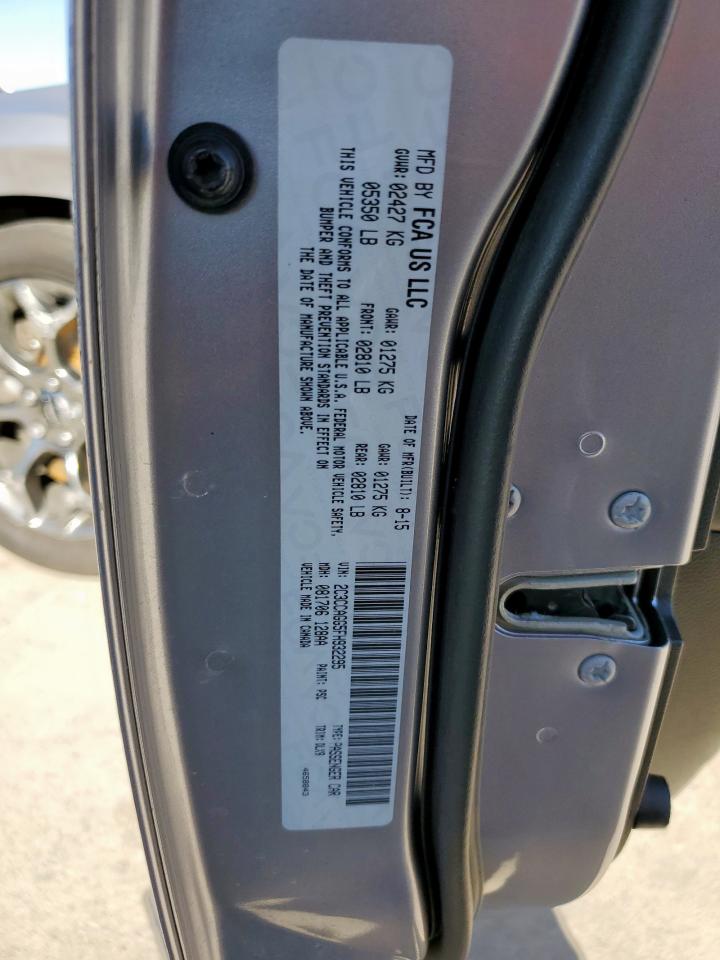 MFD BY FCA US LLC
DATE OF MFR(BUILT): 8-15
GVWR: 02427 KG GAWR: 01275 KG GAWR: 01275 KG
05350 LB FRONT: 02810 LB REAR: 02810 LB
THIS VEHICLE CONFORMS TO ALL APPLICABLE U.S.A. FEDERAL MOTOR VEHICLE SAFETY,
BUMPER AND THEFT PREVENTION STANDARDS IN EFFECT ON
THE DATE OF MANUFACTURE SHOWN ABOVE.
VIN: 2C3CCAGG5FH932295 TYPE: PASSENGER CAR
MDH: 081706 128AA PAINT: PSC TRIM: DLX9
VEHICLE MADE IN CANADA 4658043